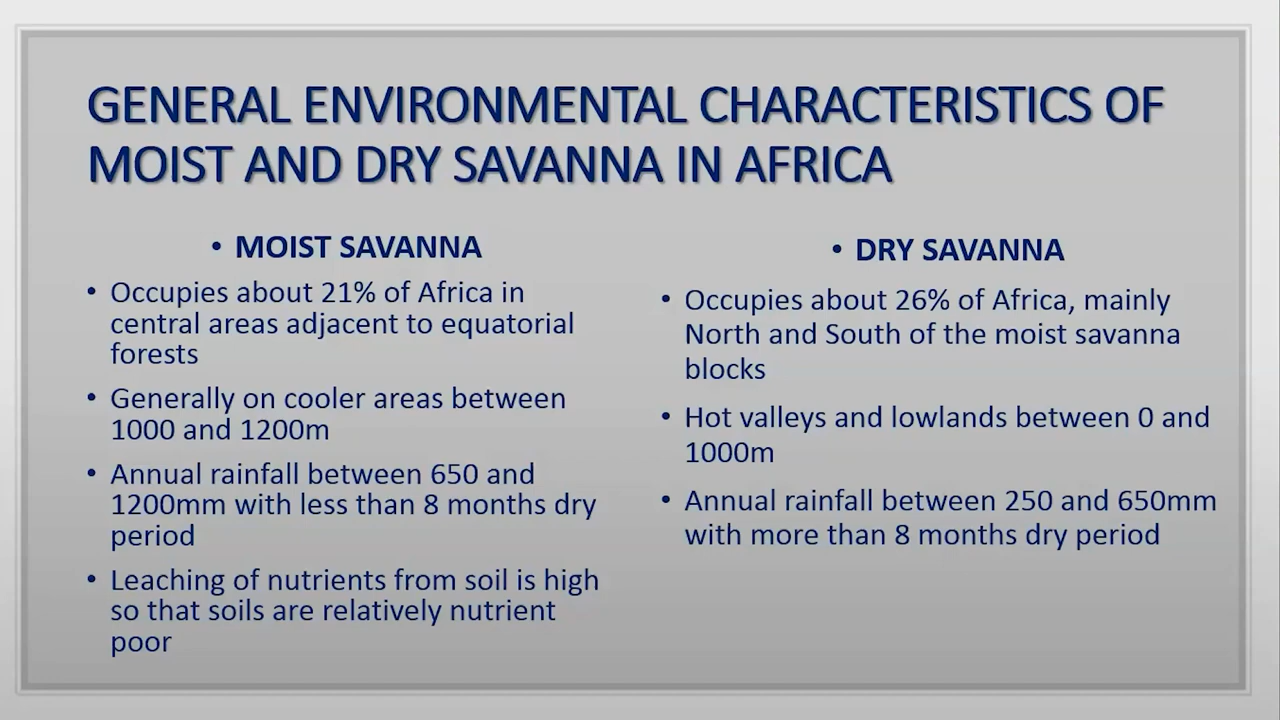 GENERAL ENVIRONMENTAL CHARACTERISTICS OF
MOIST AND DRY SAVANNA IN AFRICA
• MOIST SAVANNA
• Occupies about 21% of Africa in
central areas adjacent to equatorial
forests
• Generally on cooler areas between
1000 and 1200m
• Annual rainfall between 650 and
1200mm with less than 8 months dry
period
• Leaching of nutrients from soil is high
so that soils are relatively nutrient
poor
• DRY SAVANNA
• Occupies about 26% of Africa, mainly
North and South of the moist savanna
blocks
• Hot valleys and lowlands between 0 and
1000m
• Annual rainfall between 250 and 650mm
with more than 8 months dry period